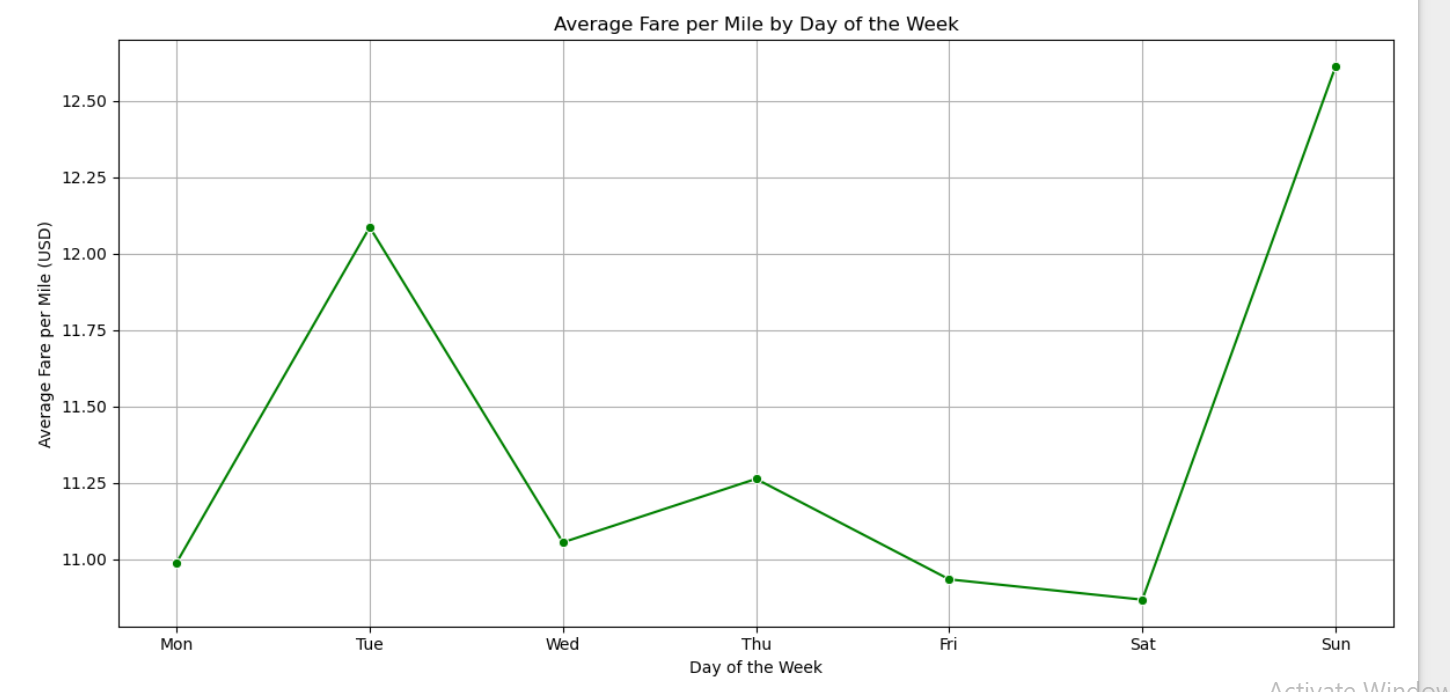 Average Fare per Mile by Day of the Week
12.50
12.25
12.00
11.75
11.50
11.25
11.00
Average Fare per Mile (USD)
Mon Tue Wed Thu Fri Sat Sun
Day of the Week
Activate Window